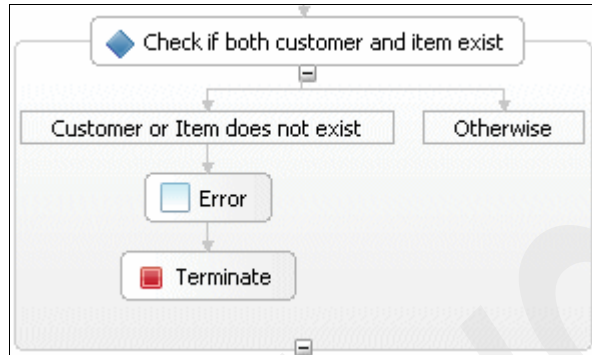 Check if both customer and item exist
Customer or Item does not exist
Otherwise
Error
Terminate